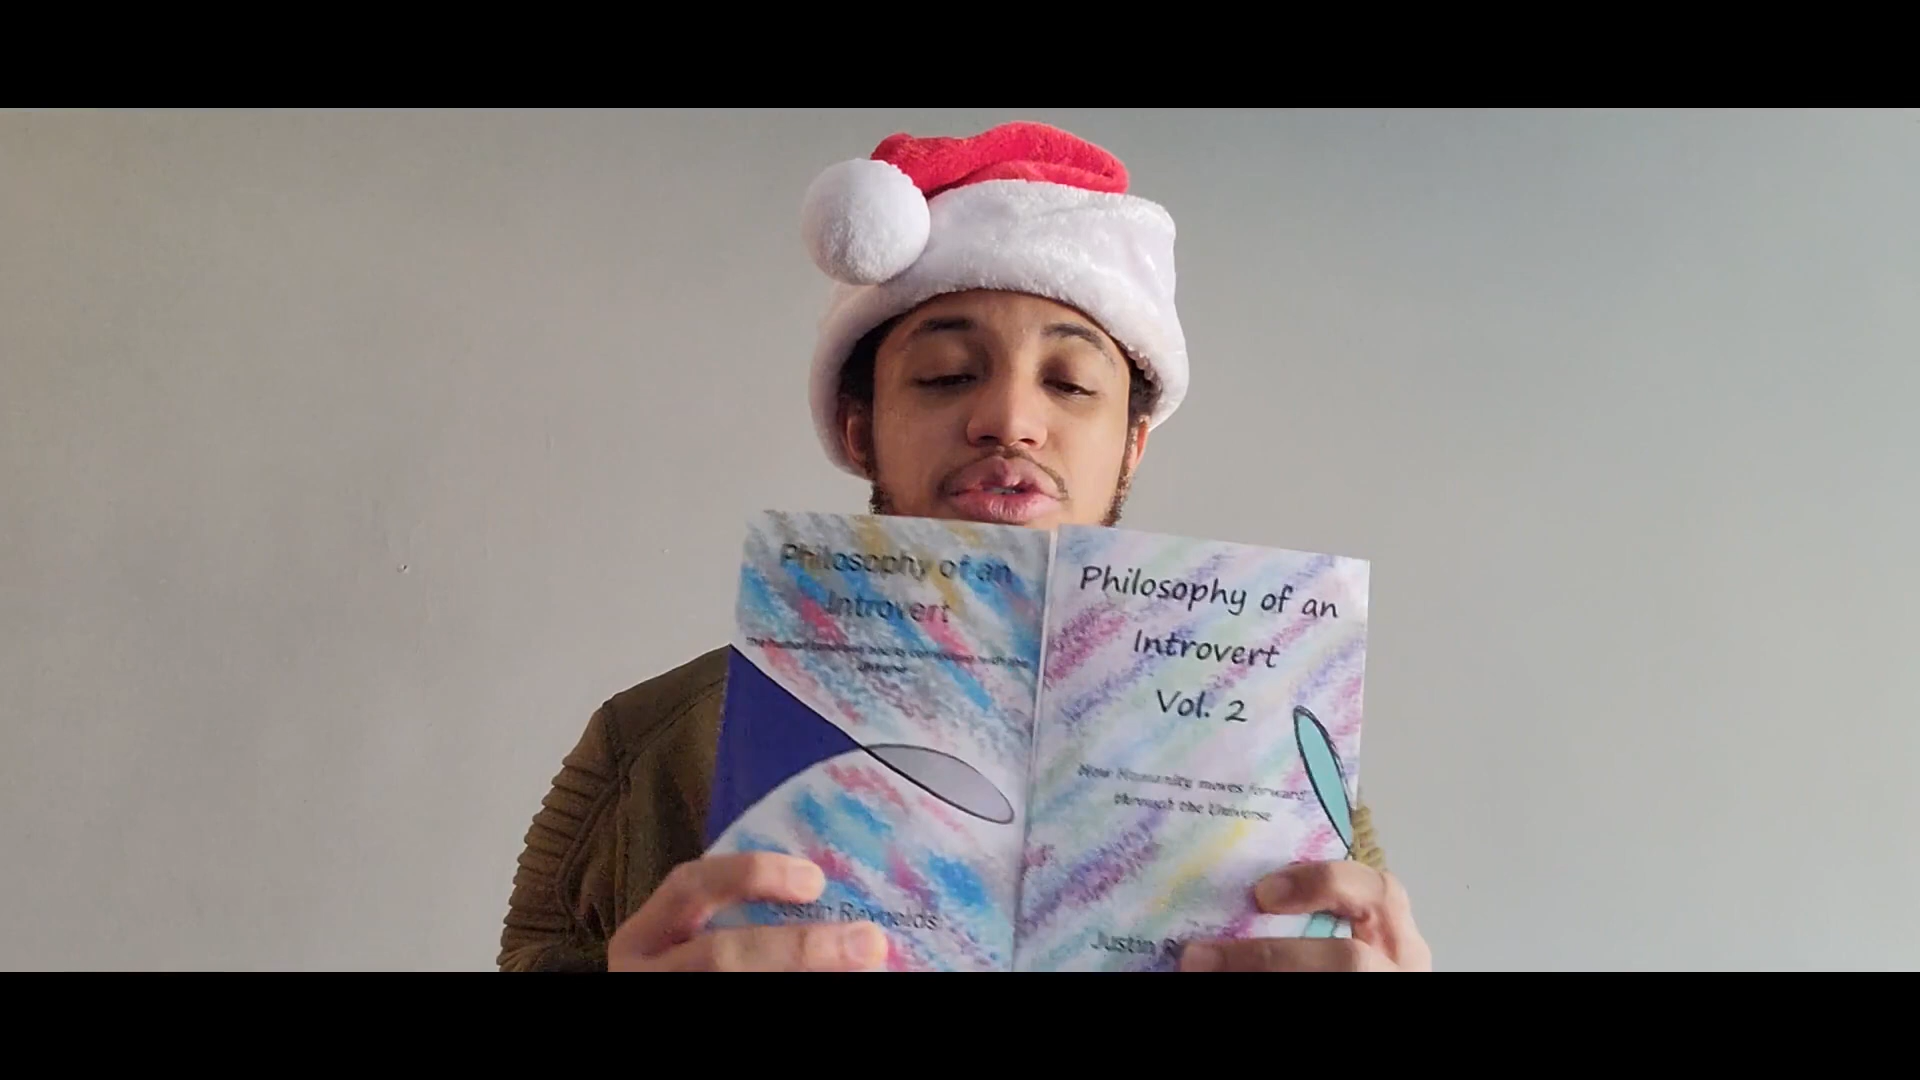 Philosophy of an
Introvert
Justin Reynolds
Philosophy of an
Introvert
Vol. 2
How Humanity moves forward
through the Universe
Justin